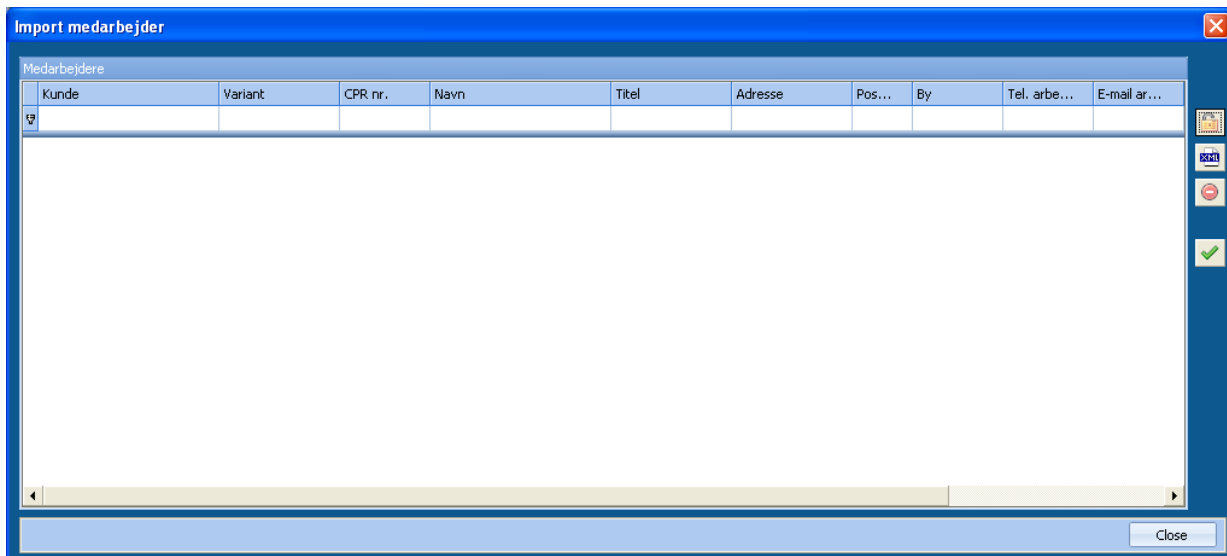 Import medarbejder
Medarbejdere
Kunde Variant CPR nr. Navn Titel Adresse Pos... By Tel. arbe... E-mail ar...
XML
Close